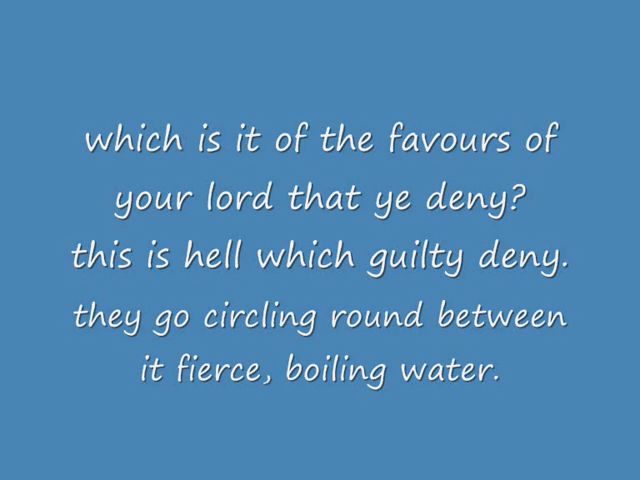 which is it of the favours of
your lord that ye deny?
this is hell which guilty deny.
they go circling round between
it fierce, boiling water.